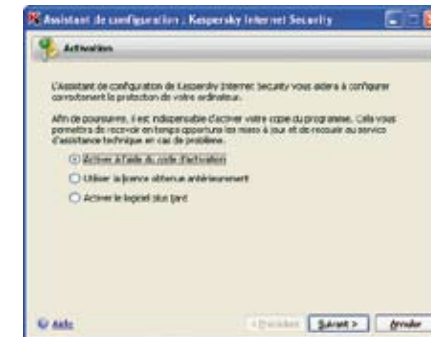 Assistant de configuration : Kaspersky Internet Security
Activation
L'Assistant de configuration de Kaspersky Internet Security vous aidera à configurer
correctement la protection de votre ordinateur.
Afin de poursuivre, il est indispensable d'activer votre copie du programme. Cela vous
permettra de recevoir en temps opportuns les mises à jour et de recourir au service
d'assistance technique en cas de problème.
Activer à l'aide du code d'activation
Utiliser la licence obtenue antérieurement
Activer le logiciel plus tard
Aide
< Précédent
Suivant >
Annuler